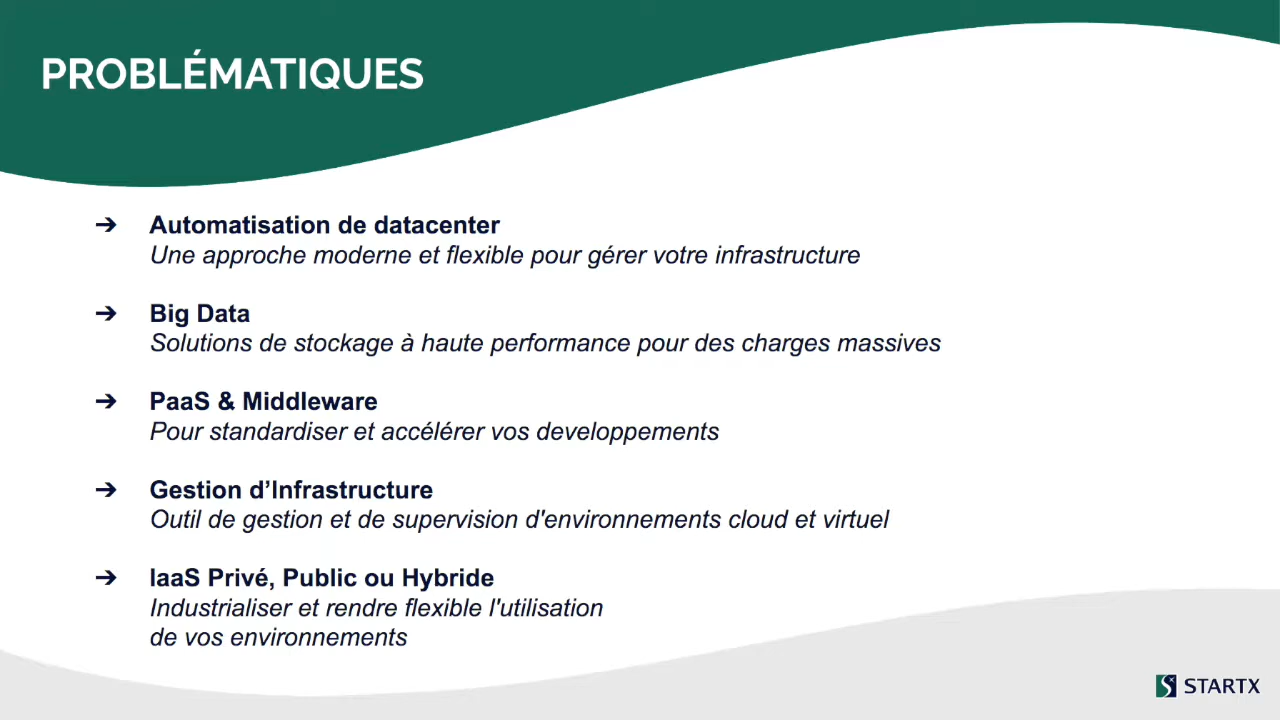 PROBLÉMATIQUES
➔ Automatisation de datacenter
Une approche moderne et flexible pour gérer votre infrastructure
➔ Big Data
Solutions de stockage à haute performance pour des charges massives
➔ PaaS & Middleware
Pour standardiser et accélérer vos developpements
➔ Gestion d’Infrastructure
Outil de gestion et de supervision d'environnements cloud et virtuel
➔ IaaS Privé, Public ou Hybride
Industrialiser et rendre flexible l'utilisation
de vos environnements
STARTX